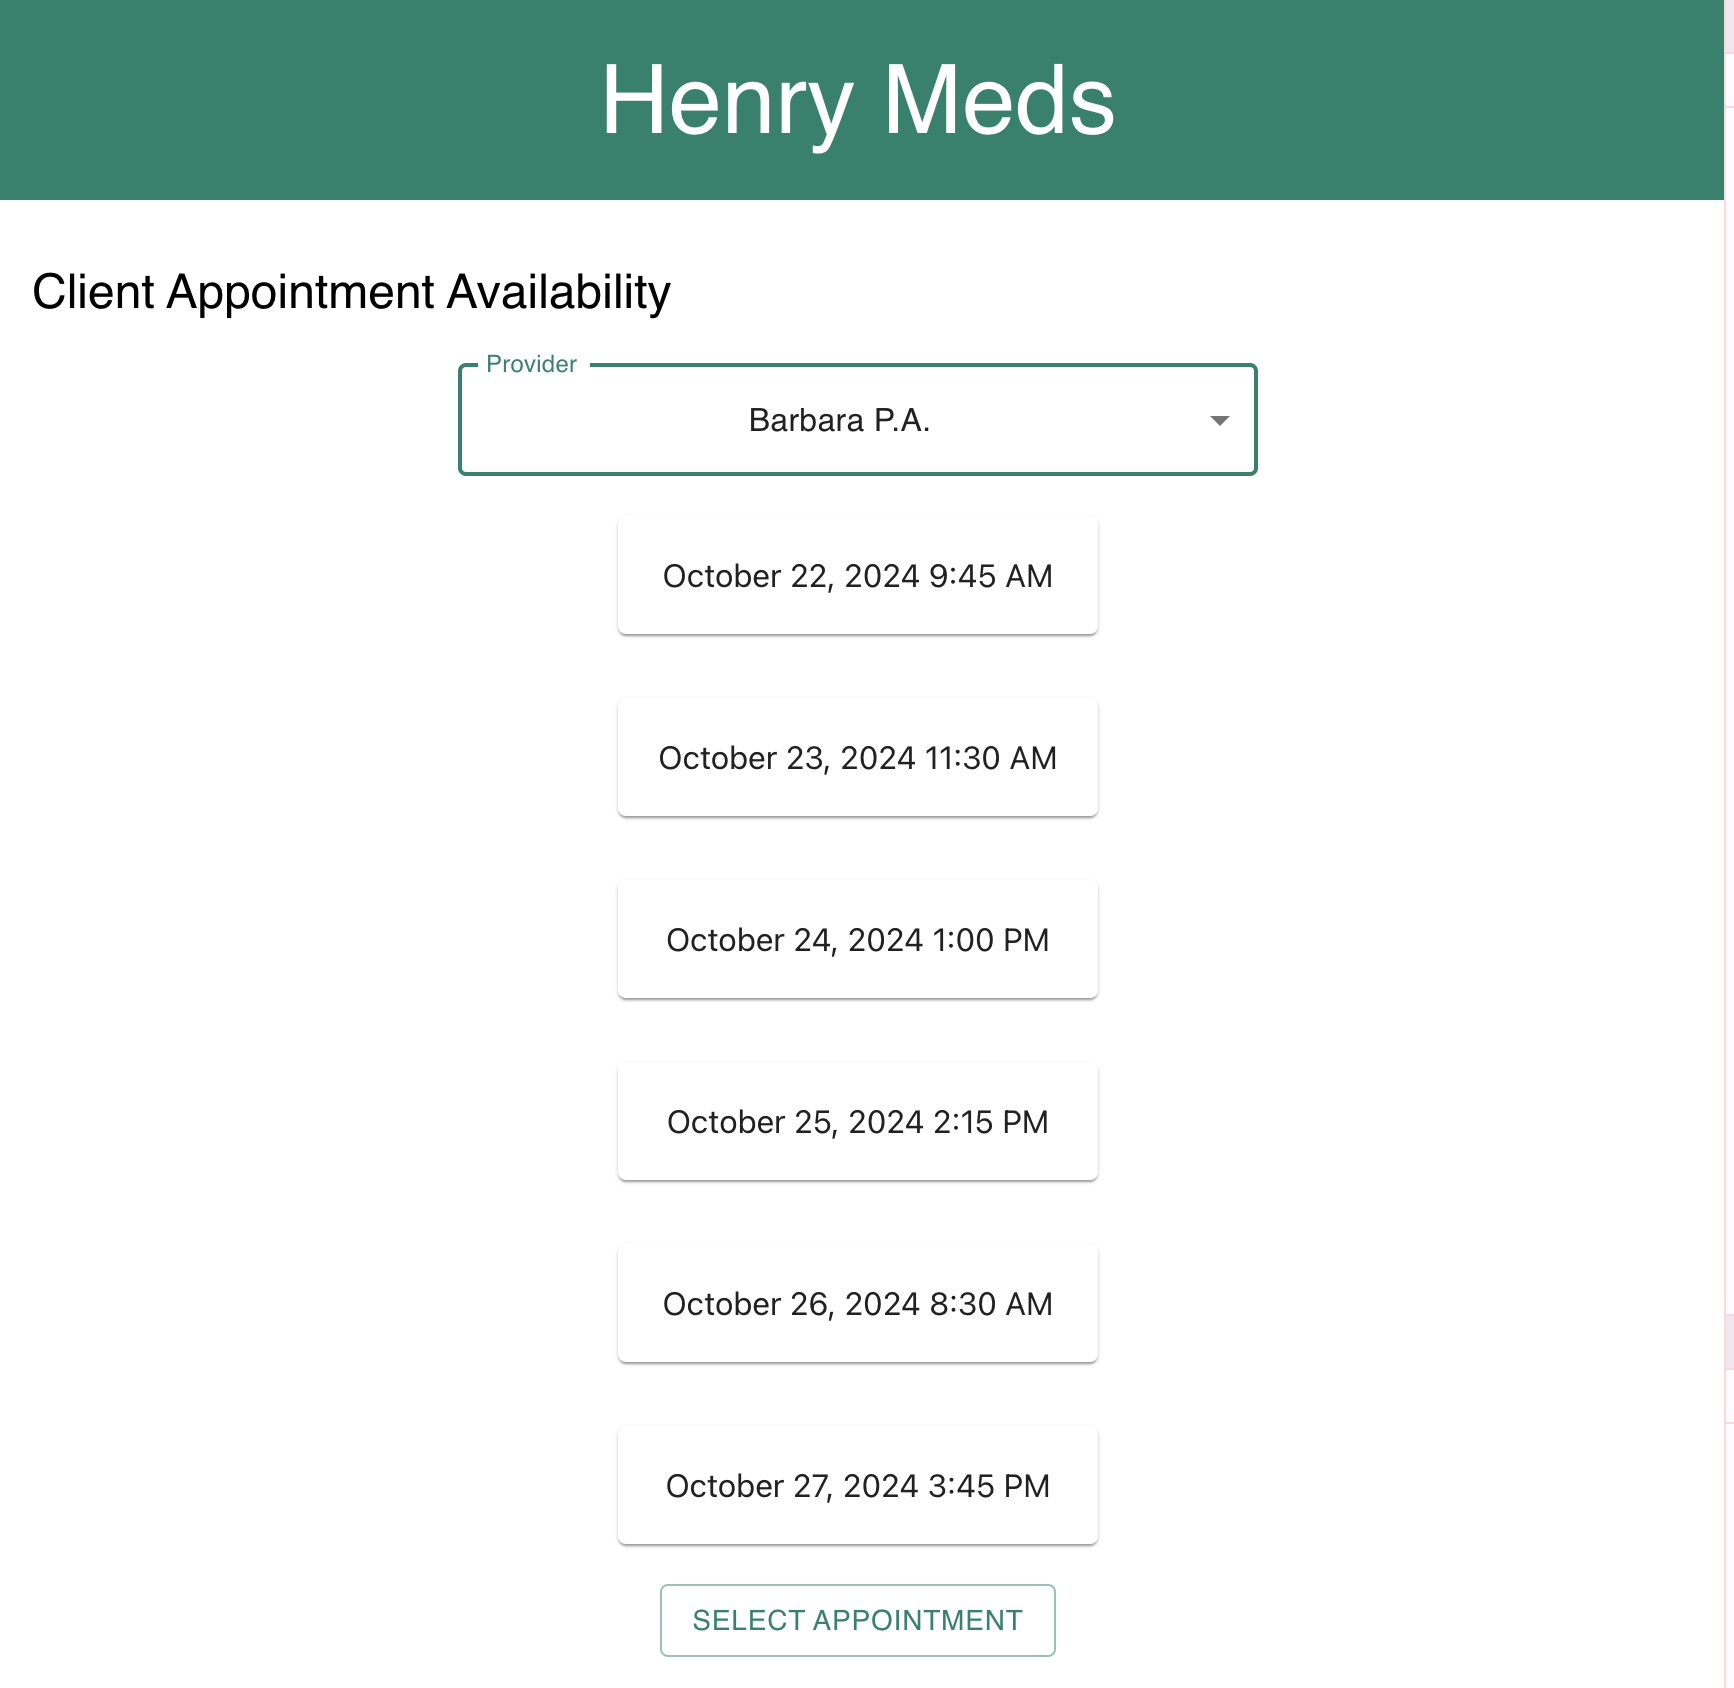 Henry Meds
Client Appointment Availability
Provider
Barbara P.A.
October 22, 2024 9:45 AM
October 23, 2024 11:30 AM
October 24, 2024 1:00 PM
October 25, 2024 2:15 PM
October 26, 2024 8:30 AM
October 27, 2024 3:45 PM
SELECT APPOINTMENT